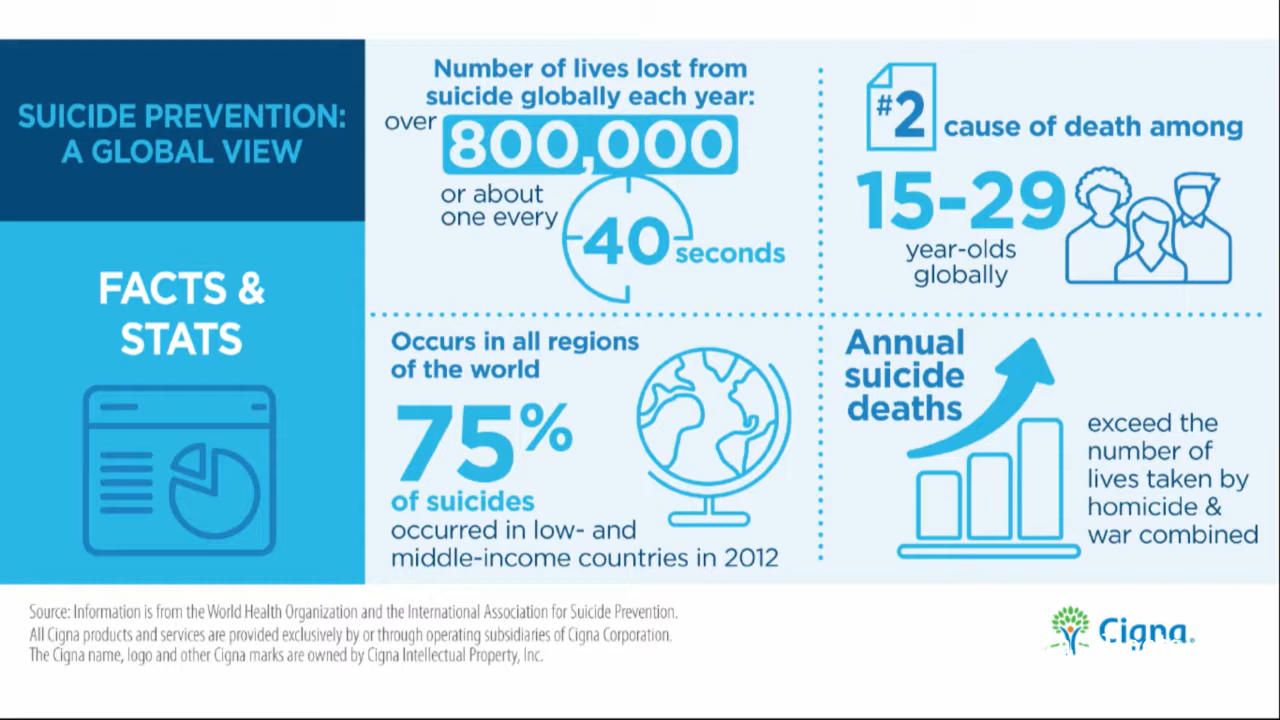 SUICIDE PREVENTION:
A GLOBAL VIEW
FACTS &
STATS
Number of lives lost from
suicide globally each year:
over 800,000
or about
one every
40 seconds
#2 cause of death among
15-29
year-olds
globally
Occurs in all regions
of the world
75%
of suicides
occurred in low- and
middle-income countries in 2012
Annual
suicide
deaths
exceed the
number of
lives taken by
homicide &
war combined
Source: Information is from the World Health Organization and the International Association for Suicide Prevention.
All Cigna products and services are provided exclusively by or through operating subsidiaries of Cigna Corporation.
The Cigna name, logo and other Cigna marks are owned by Cigna Intellectual Property, Inc.
Cigna®